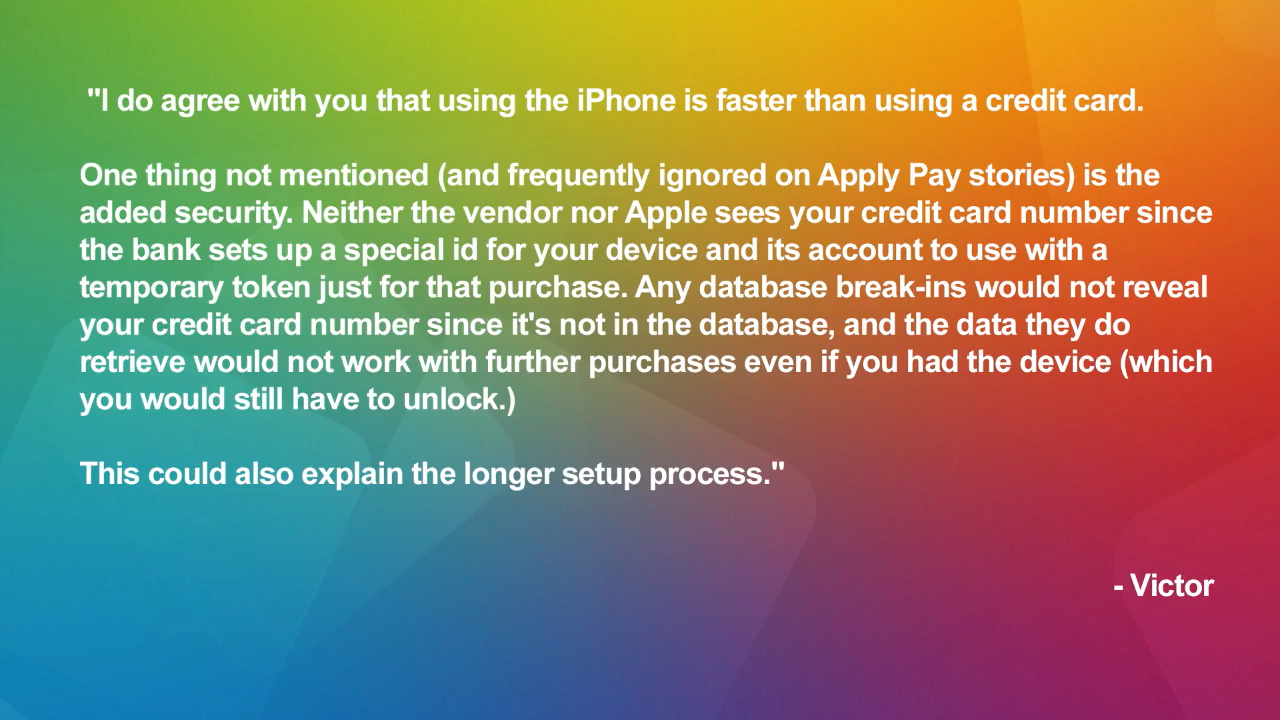 "I do agree with you that using the iPhone is faster than using a credit card.
One thing not mentioned (and frequently ignored on Apply Pay stories) is the
added security. Neither the vendor nor Apple sees your credit card number since
the bank sets up a special id for your device and its account to use with a
temporary token just for that purchase. Any database break-ins would not reveal
your credit card number since it's not in the database, and the data they do
retrieve would not work with further purchases even if you had the device (which
you would still have to unlock.)
This could also explain the longer setup process."
- Victor